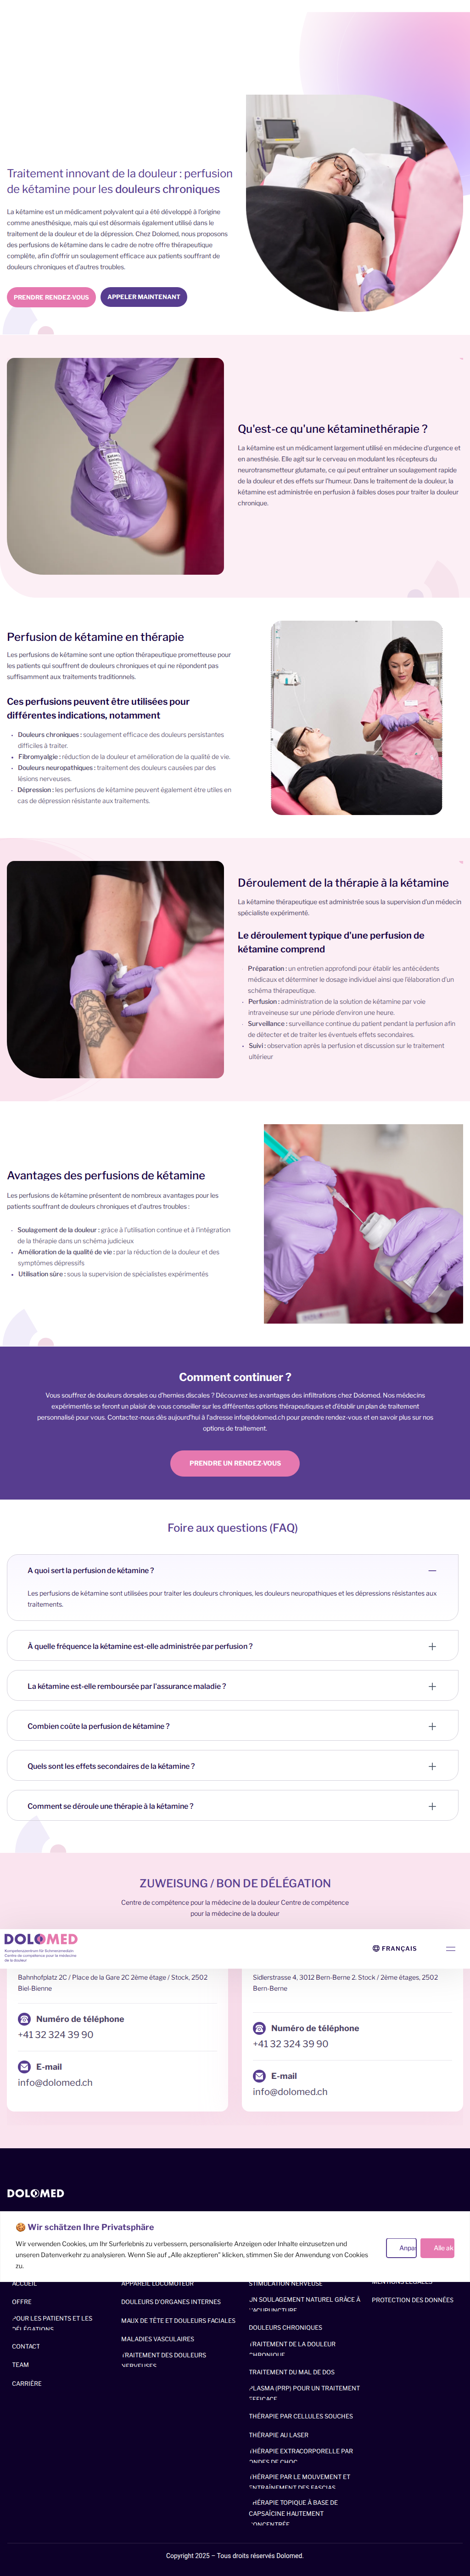 Traitement innovant de la douleur : perfusion
de kétamine pour les douleurs chroniques
La kétamine est un médicament polyvalent qui a été développé à l'origine
comme anesthésique, mais qui est désormais également utilisé dans le
traitement de la douleur et de la dépression. Chez Dolomed, nous proposons
des perfusions de kétamine dans le cadre de notre offre thérapeutique
complète, afin d'offrir un soulagement efficace aux patients souffrant de
douleurs chroniques et d'autres troubles.
PRENDRE RENDEZ-VOUS
APPELER MAINTENANT
Qu'est-ce qu'une kétaminethérapie ?
La kétamine est un médicament largement utilisé en médecine d'urgence et
en anesthésie. Elle agit sur le cerveau en modulant les récepteurs du
neurotransmetteur glutamate, ce qui peut entraîner un soulagement rapide
de la douleur et des effets sur l'humeur. Dans le traitement de la douleur, la
kétamine est administrée en perfusion à faibles doses pour traiter la douleur
chronique.
Perfusion de kétamine en thérapie
Les perfusions de kétamine sont une option thérapeutique prometteuse pour
les patients qui souffrent de douleurs chroniques et qui ne répondent pas
suffisamment aux traitements traditionnels.
Ces perfusions peuvent être utilisées pour
différentes indications, notamment
Douleurs chroniques : soulagement efficace des douleurs persistantes
difficiles à traiter.
Fibromyalgie : réduction de la douleur et amélioration de la qualité de vie.
Douleurs neuropathiques : traitement des douleurs causées par des
lésions nerveuses.
Dépression : les perfusions de kétamine peuvent également être utiles en
cas de dépression résistante aux traitements.
Déroulement de la thérapie à la kétamine
La kétamine thérapeutique est administrée sous la supervision d'un médecin
spécialiste expérimenté.
Le déroulement typique d'une perfusion de
kétamine comprend
Préparation : un entretien approfondi pour établir les antécédents
médicaux et déterminer le dosage individuel ainsi que l'élaboration d'un
schéma thérapeutique.
Perfusion : administration de la solution de kétamine par voie
intraveineuse sur une période d'environ une heure.
Surveillance : surveillance continue du patient pendant la perfusion afin
de détecter et de traiter les éventuels effets secondaires.
Suivi : observation après la perfusion et discussion sur le traitement
ultérieur
Avantages des perfusions de kétamine
Les perfusions de kétamine présentent de nombreux avantages pour les
patients souffrant de douleurs chroniques et d'autres troubles :
Soulagement de la douleur : grâce à l'utilisation continue et à l'intégration
de la thérapie dans un schéma judicieux
Amélioration de la qualité de vie : par la réduction de la douleur et des
symptômes dépressifs
Utilisation sûre : sous la supervision de spécialistes expérimentés
Comment continuer ?
Vous souffrez de douleurs dorsales ou d'hernies discales ? Découvrez les avantages des infiltrations chez Dolomed. Nos médecins
expérimentés se feront un plaisir de vous conseiller sur les différentes options thérapeutiques et d'établir un plan de traitement
personnalisé pour vous. Contactez-nous dès aujourd'hui à l'adresse info@dolomed.ch pour prendre rendez-vous et en savoir plus sur nos
options de traitement.
PRENDRE UN RENDEZ-VOUS
Foire aux questions (FAQ)
A quoi sert la perfusion de kétamine ?
Les perfusions de kétamine sont utilisées pour traiter les douleurs chroniques, les douleurs neuropathiques et les dépressions résistantes aux
traitements.
À quelle fréquence la kétamine est-elle administrée par perfusion ?
La kétamine est-elle remboursée par l'assurance maladie ?
Combien coûte la perfusion de kétamine ?
Quels sont les effets secondaires de la kétamine ?
Comment se déroule une thérapie à la kétamine ?
ZUWEISUNG / BON DE DÉLÉGATION
Centre de compétence pour la médecine de la douleur Centre de compétence
pour la médecine de la douleur
DOLOMED
Kompetenzzentrum für Schmerzmedizin
Centre de compétence pour la médecine
de la douleur
FRANÇAIS
Bahnhofplatz 2C / Place de la Gare 2C 2ème étage / Stock, 2502
Biel-Bienne
Numéro de téléphone
+41 32 324 39 90
E-mail
info@dolomed.ch
Sidlerstrasse 4, 3012 Bern-Berne 2. Stock / 2ème étages, 2502
Bern-Berne
Numéro de téléphone
+41 32 324 39 90
E-mail
info@dolomed.ch
DOLOMED
🍪 Wir schätzen Ihre Privatsphäre
Wir verwenden Cookies, um Ihr Surferlebnis zu verbessern, personalisierte Anzeigen oder Inhalte einzusetzen und
unseren Datenverkehr zu analysieren. Wenn Sie auf „Alle akzeptieren" klicken, stimmen Sie der Anwendung von Cookies
zu.
Anpa
Alle ak
ACCUEIL
OFFRE
POUR LES PATIENTS ET LES
DÉLÉGATIONS
CONTACT
TEAM
CARRIÈRE
APPAREIL LOCOMOTEUR
DOULEURS D'ORGANES INTERNES
MAUX DE TÊTE ET DOULEURS FACIALES
MALADIES VASCULAIRES
TRAITEMENT DES DOULEURS
NERVEUSES
STIMULATION NERVEUSE
UN SOULAGEMENT NATUREL GRÂCE À
L'ACUPUNCTURE
DOULEURS CHRONIQUES
TRAITEMENT DE LA DOULEUR
CHRONIQUE
TRAITEMENT DU MAL DE DOS
PLASMA (PRP) POUR UN TRAITEMENT
EFFICACE
THÉRAPIE PAR CELLULES SOUCHES
THÉRAPIE AU LASER
THÉRAPIE EXTRACORPORELLE PAR
ONDES DE CHOC
THÉRAPIE PAR LE MOUVEMENT ET
ENTRAÎNEMENT DES FASCIAS
THÉRAPIE TOPIQUE À BASE DE
CAPSAÏCINE HAUTEMENT
CONCENTRÉE
MENTIONS LÉGALES
PROTECTION DES DONNÉES
Copyright 2025 – Tous droits réservés Dolomed.